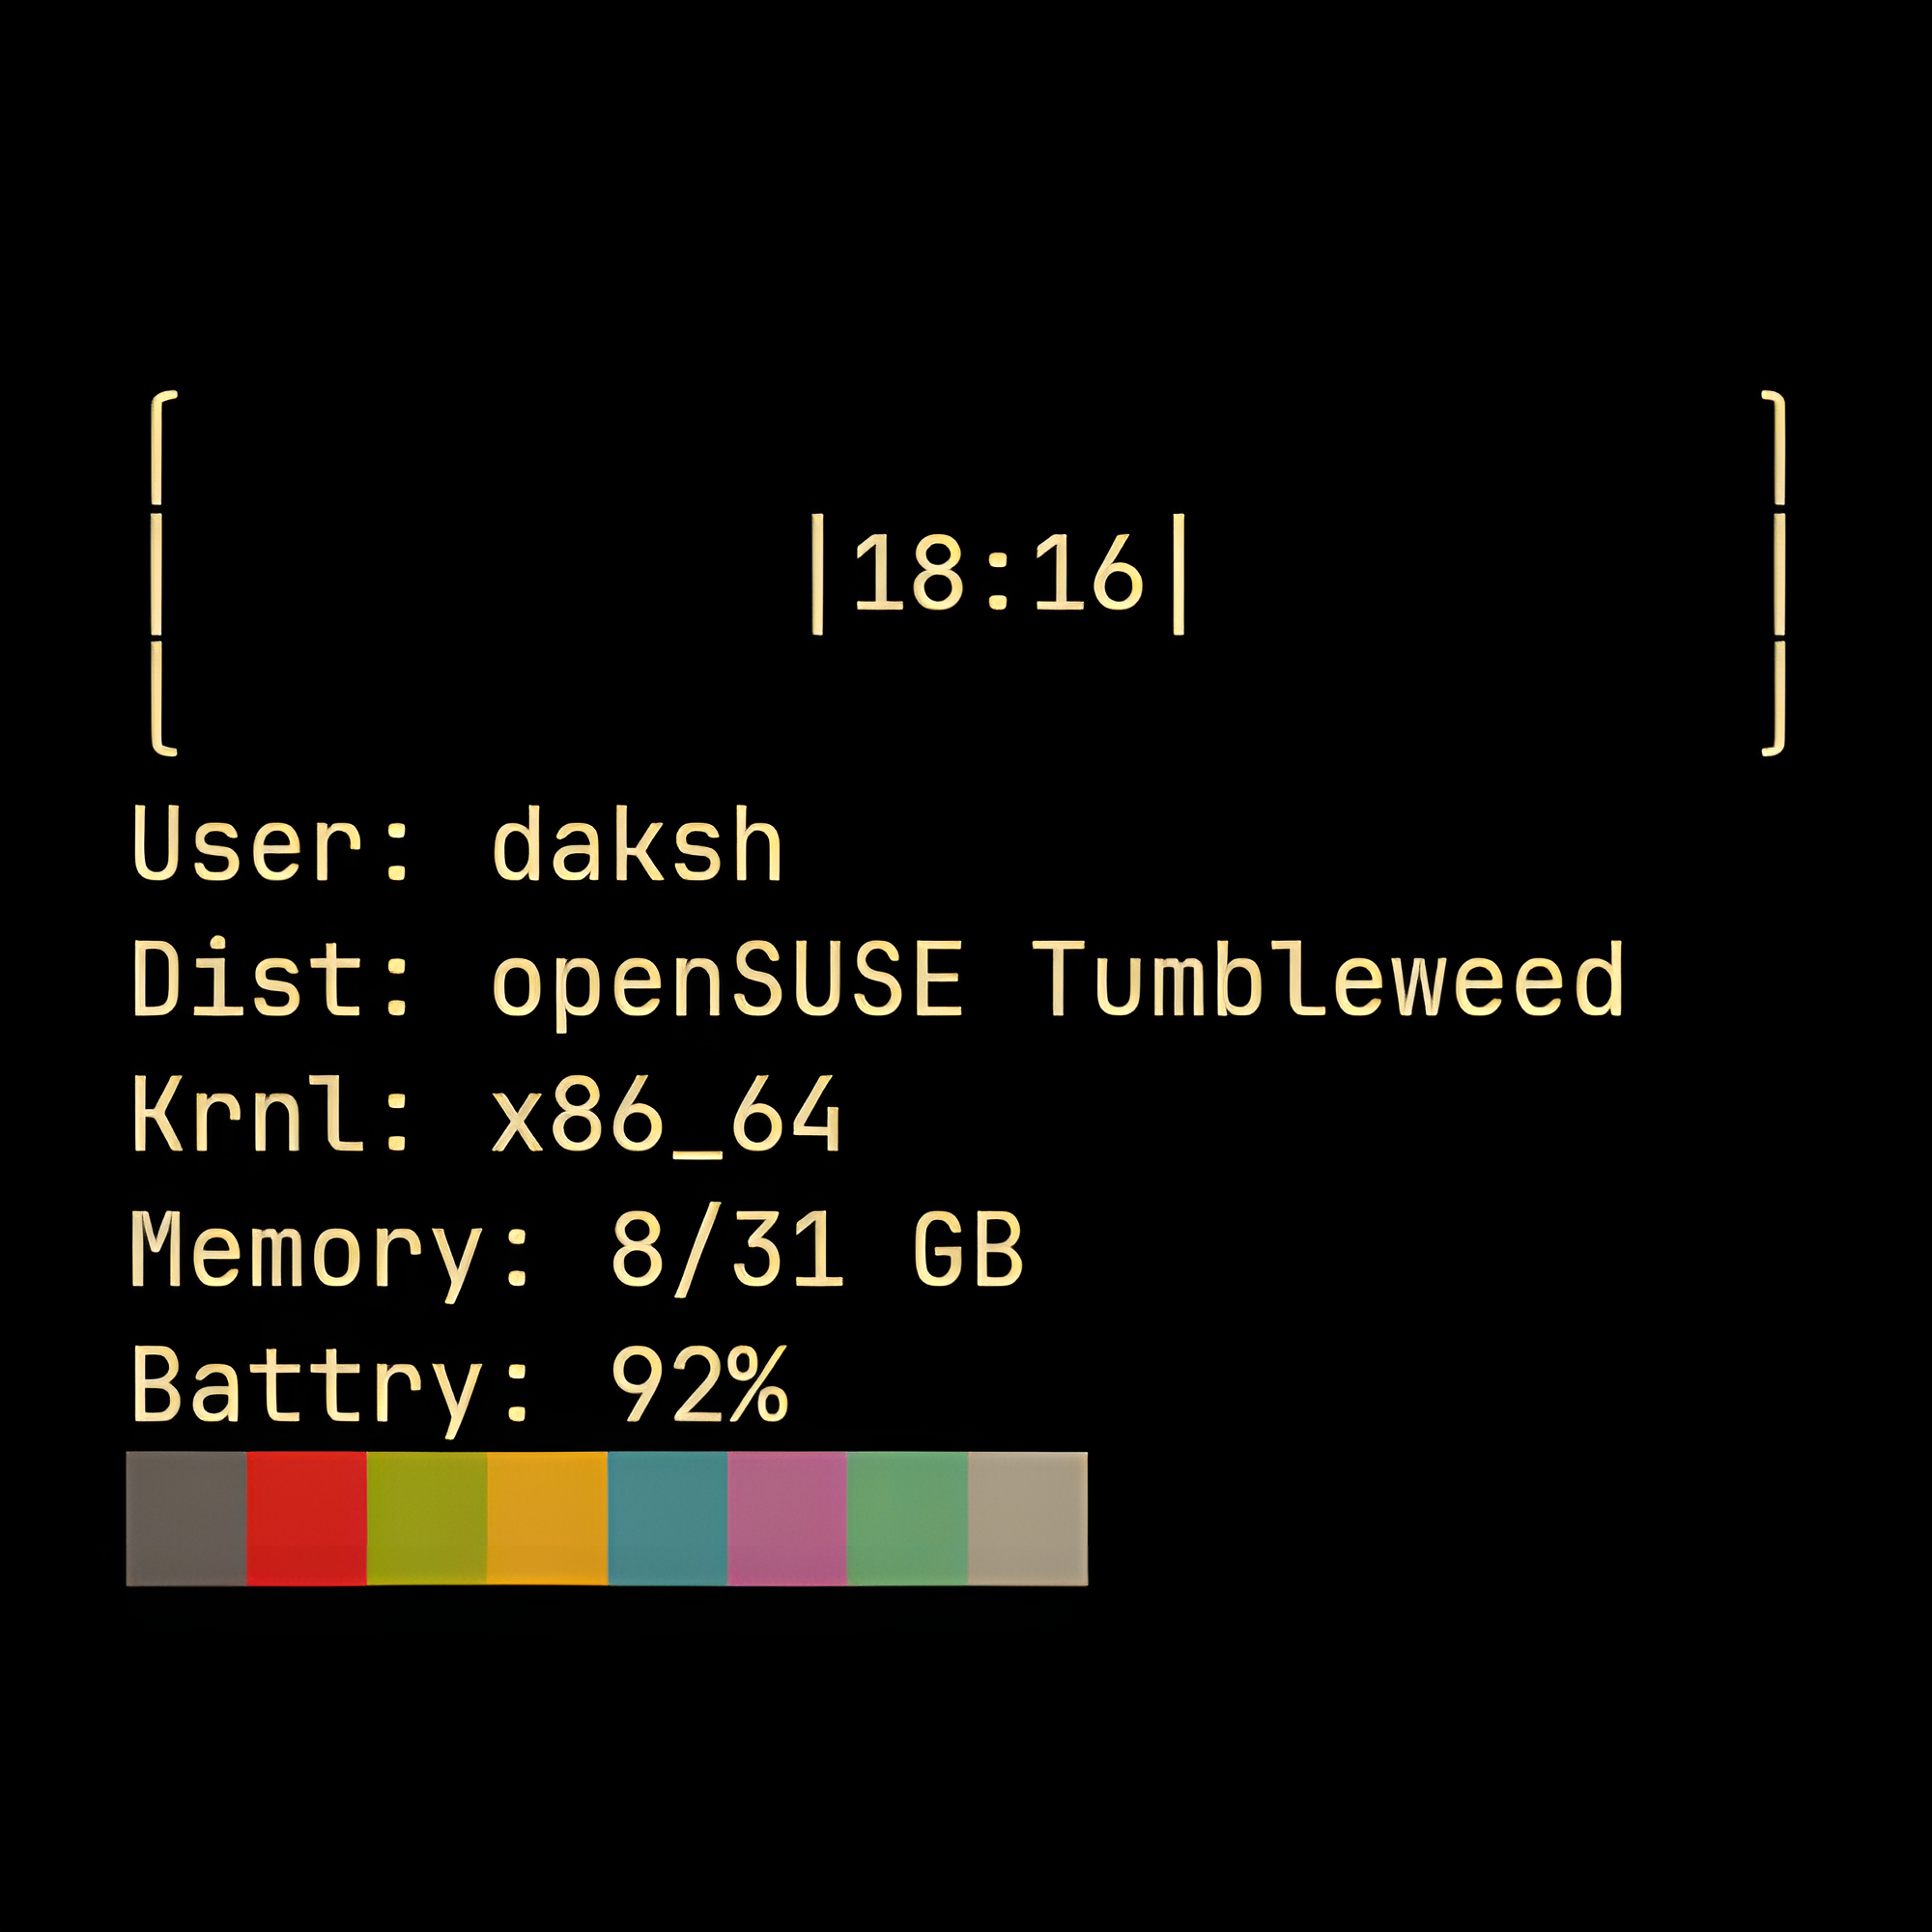 |18:16|
User: daksh
Dist: openSUSE Tumbleweed
Krnl: x86_64
Memory: 8/31 GB
Battry: 92%